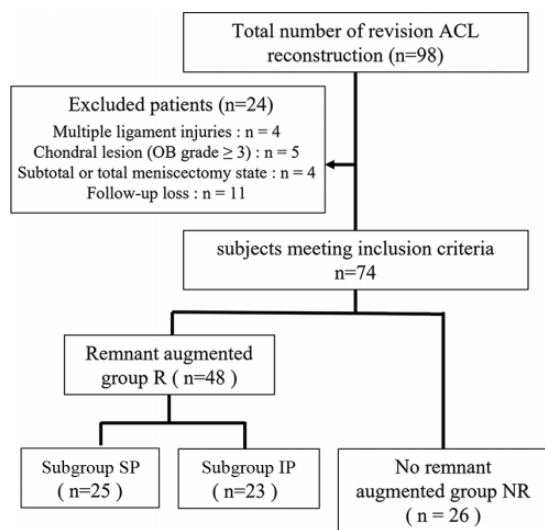 Total number of revision ACL
reconstruction (n=98)
Excluded patients (n=24)
Multiple ligament injuries : n = 4
Chondral lesion (OB grade ≥ 3) : n = 5
Subtotal or total meniscectomy state : n = 4
Follow-up loss : n = 11
subjects meeting inclusion criteria
n=74
Remnant augmented
group R ( n=48 )
Subgroup SP
( n=25 )
Subgroup IP
( n=23 )
No remnant
augmented group NR
( n = 26 )